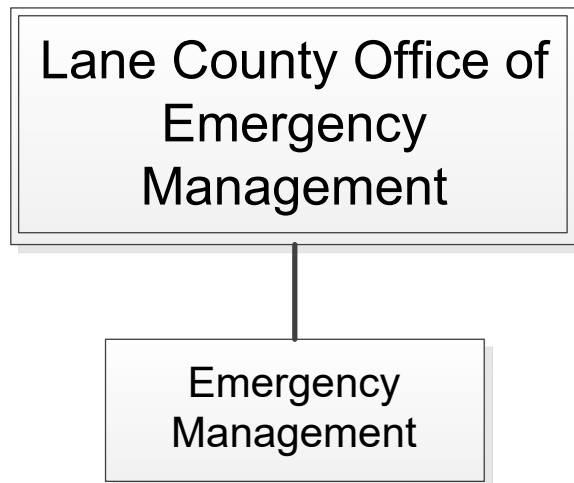 Lane County Office of
Emergency
Management
Emergency
Management